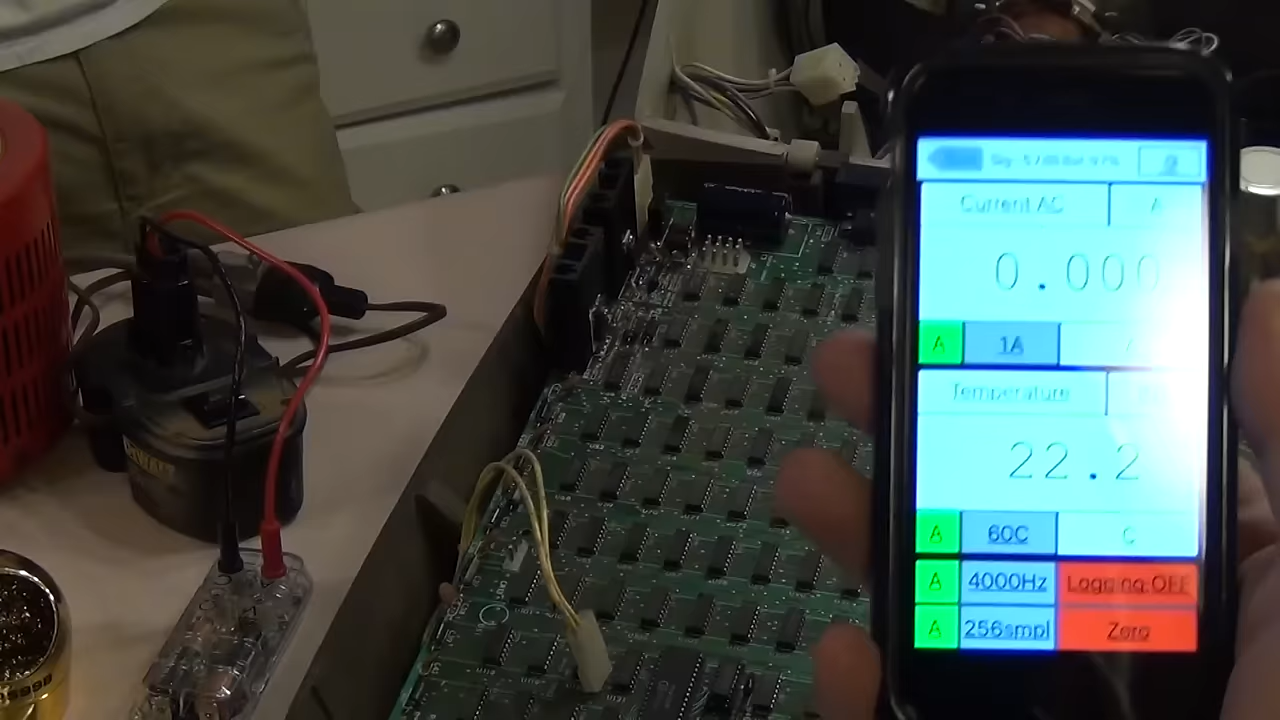 Current AC
A
0.000
A
1A
Temperature
22.2
A
60C
C
A
4000Hz
Logging OFF
A
256smpl
Zero